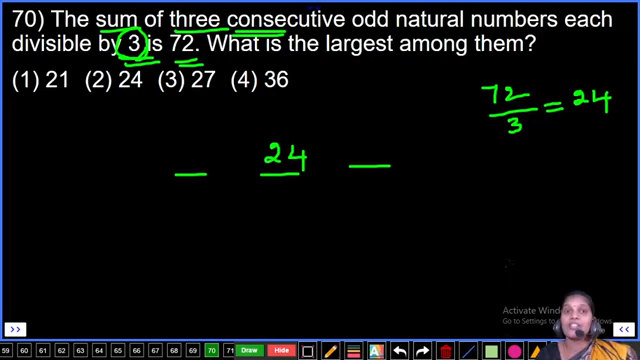 70) The sum of three consecutive odd natural numbers each
divisible by 3 is 72. What is the largest among them?
(1) 21 (2) 24 (3) 27 (4) 36
72
3
= 24
24
Activate Windows
Go to Settings to activate Windows
>>
59 60 61 62 63 64 65 66 67 68 69 70 71 Draw Hide A
>>